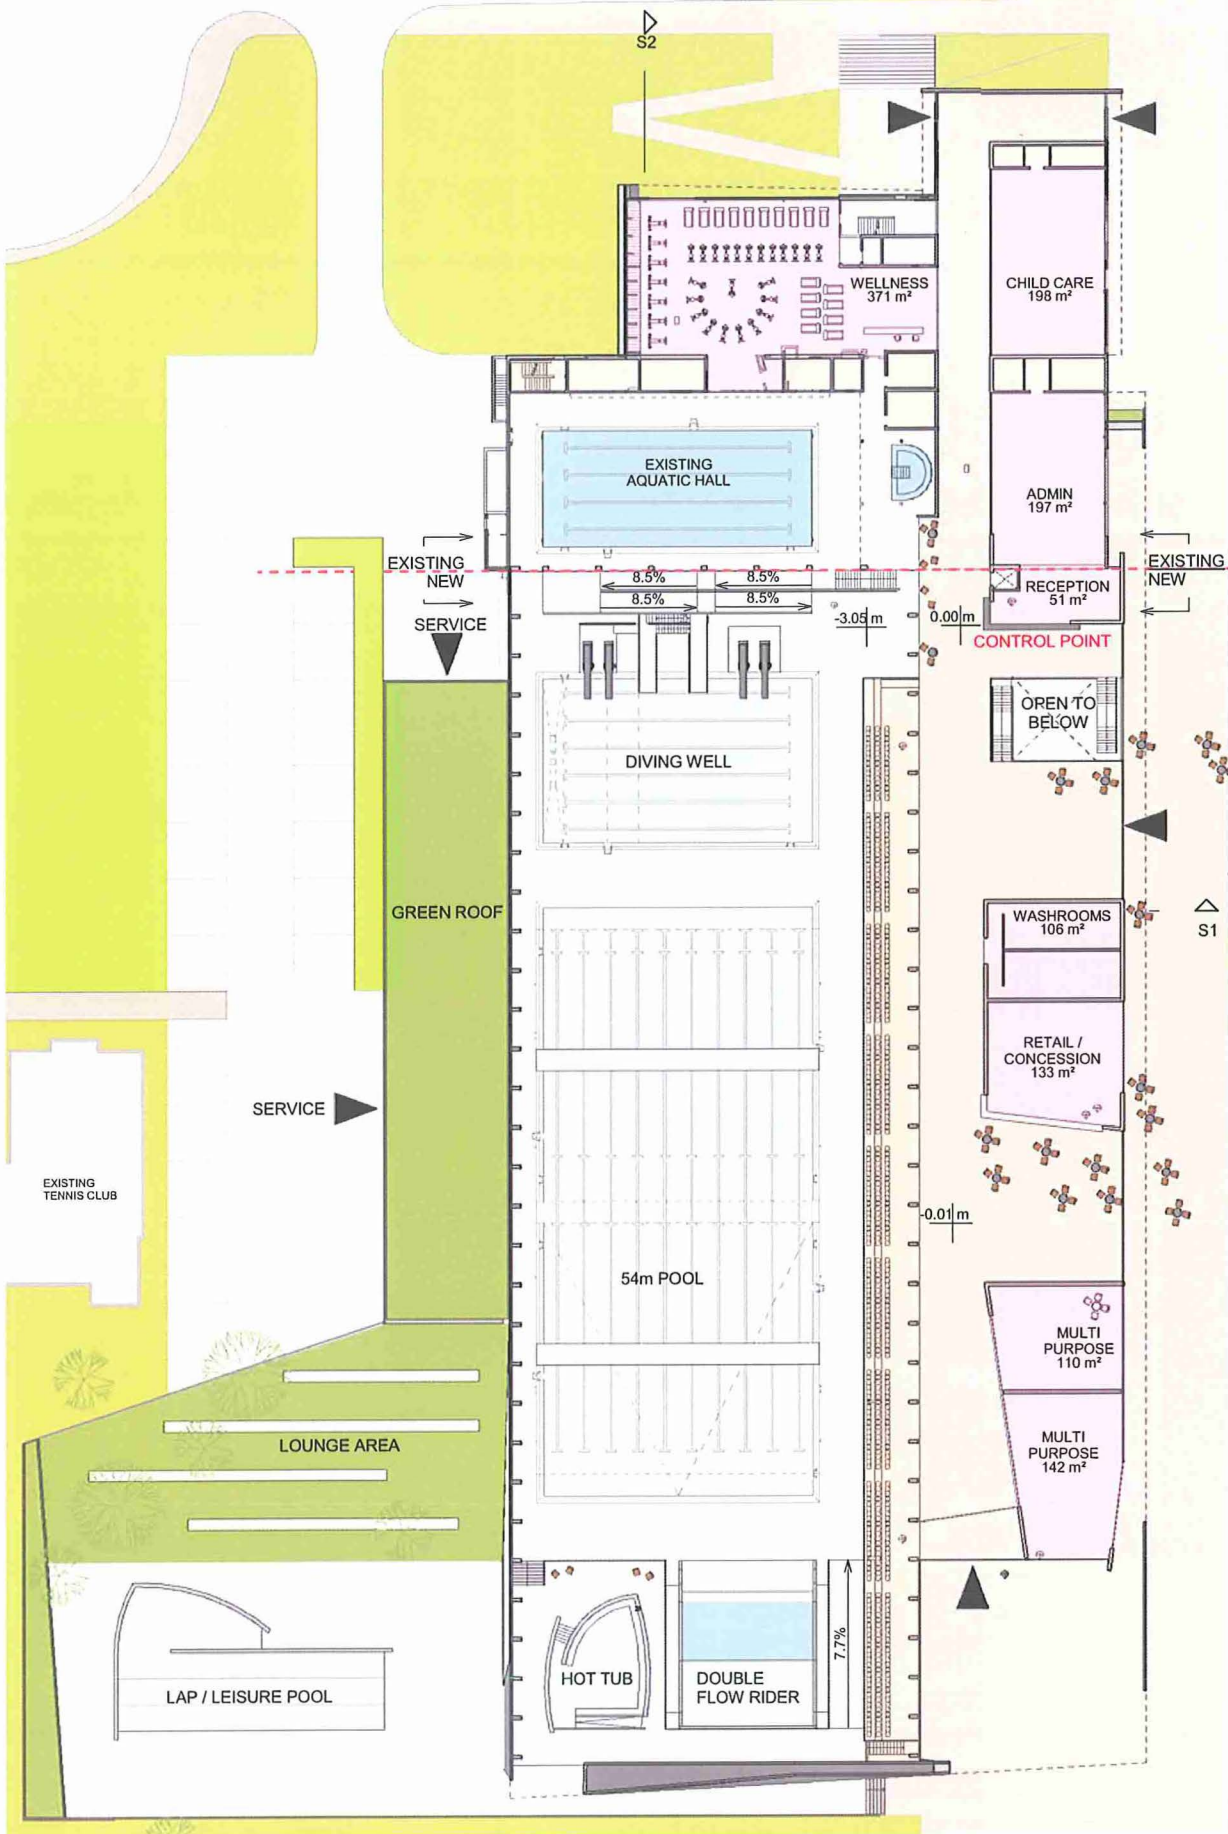 S2
WELLNESS
371 m²
CHILD CARE
198 m²
EXISTING
AQUATIC HALL
ADMIN
197 m²
EXISTING
NEW
SERVICE
8.5%
8.5%
8.5%
8.5%
-3.05 m
0.00 m
RECEPTION
51 m²
EXISTING
NEW
CONTROL POINT
OPEN TO
BELOW
DIVING WELL
GREEN ROOF
WASHROOMS
106 m²
S1
RETAIL /
CONCESSION
133 m²
SERVICE
EXISTING
TENNIS CLUB
-0.01 m
54m POOL
MULTI
PURPOSE
110 m²
LOUNGE AREA
MULTI
PURPOSE
142 m²
7.7%
HOT TUB
DOUBLE
FLOW RIDER
LAP / LEISURE POOL